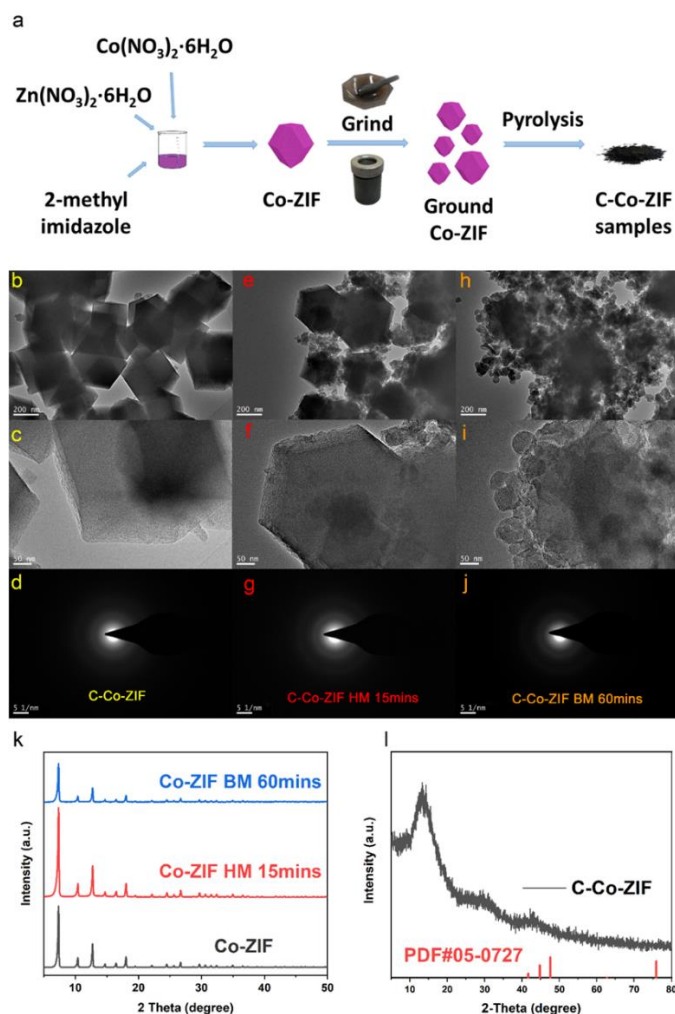 a
Co(NO3)2·6H2O
Zn(NO3)2·6H2O
2-methyl
imidazole
Co-ZIF
Grind
Ground
Co-ZIF
Pyrolysis
C-Co-ZIF
samples
b
200 nm
e
200 nm
h
200 nm
c
50 nm
f
50 nm
i
50 nm
d
5 1/nm
C-Co-ZIF
g
5 1/nm
C-Co-ZIF HM 15mins
j
5 1/nm
C-Co-ZIF BM 60mins
k
Co-ZIF BM 60mins
Co-ZIF HM 15mins
Co-ZIF
Intensity (a.u.)
10 20 30 40 50
2 Theta (degree)
l
C-Co-ZIF
PDF#05-0727
Intensity (a.u.)
10 20 30 40 50 60 70 80
2-Theta (degree)